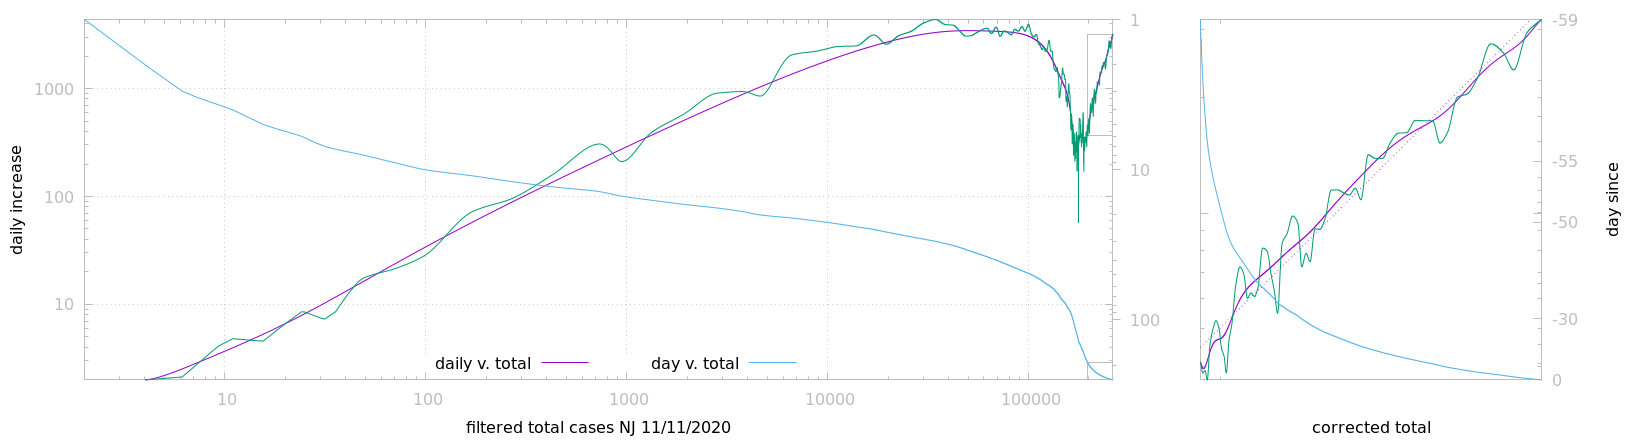 1
-59
1000
daily increase
10
-55
100
day since
-50
10
100
-30
daily v. total
day v. total
0
10
100
1000
10000
100000
filtered total cases NJ 11/11/2020
corrected total